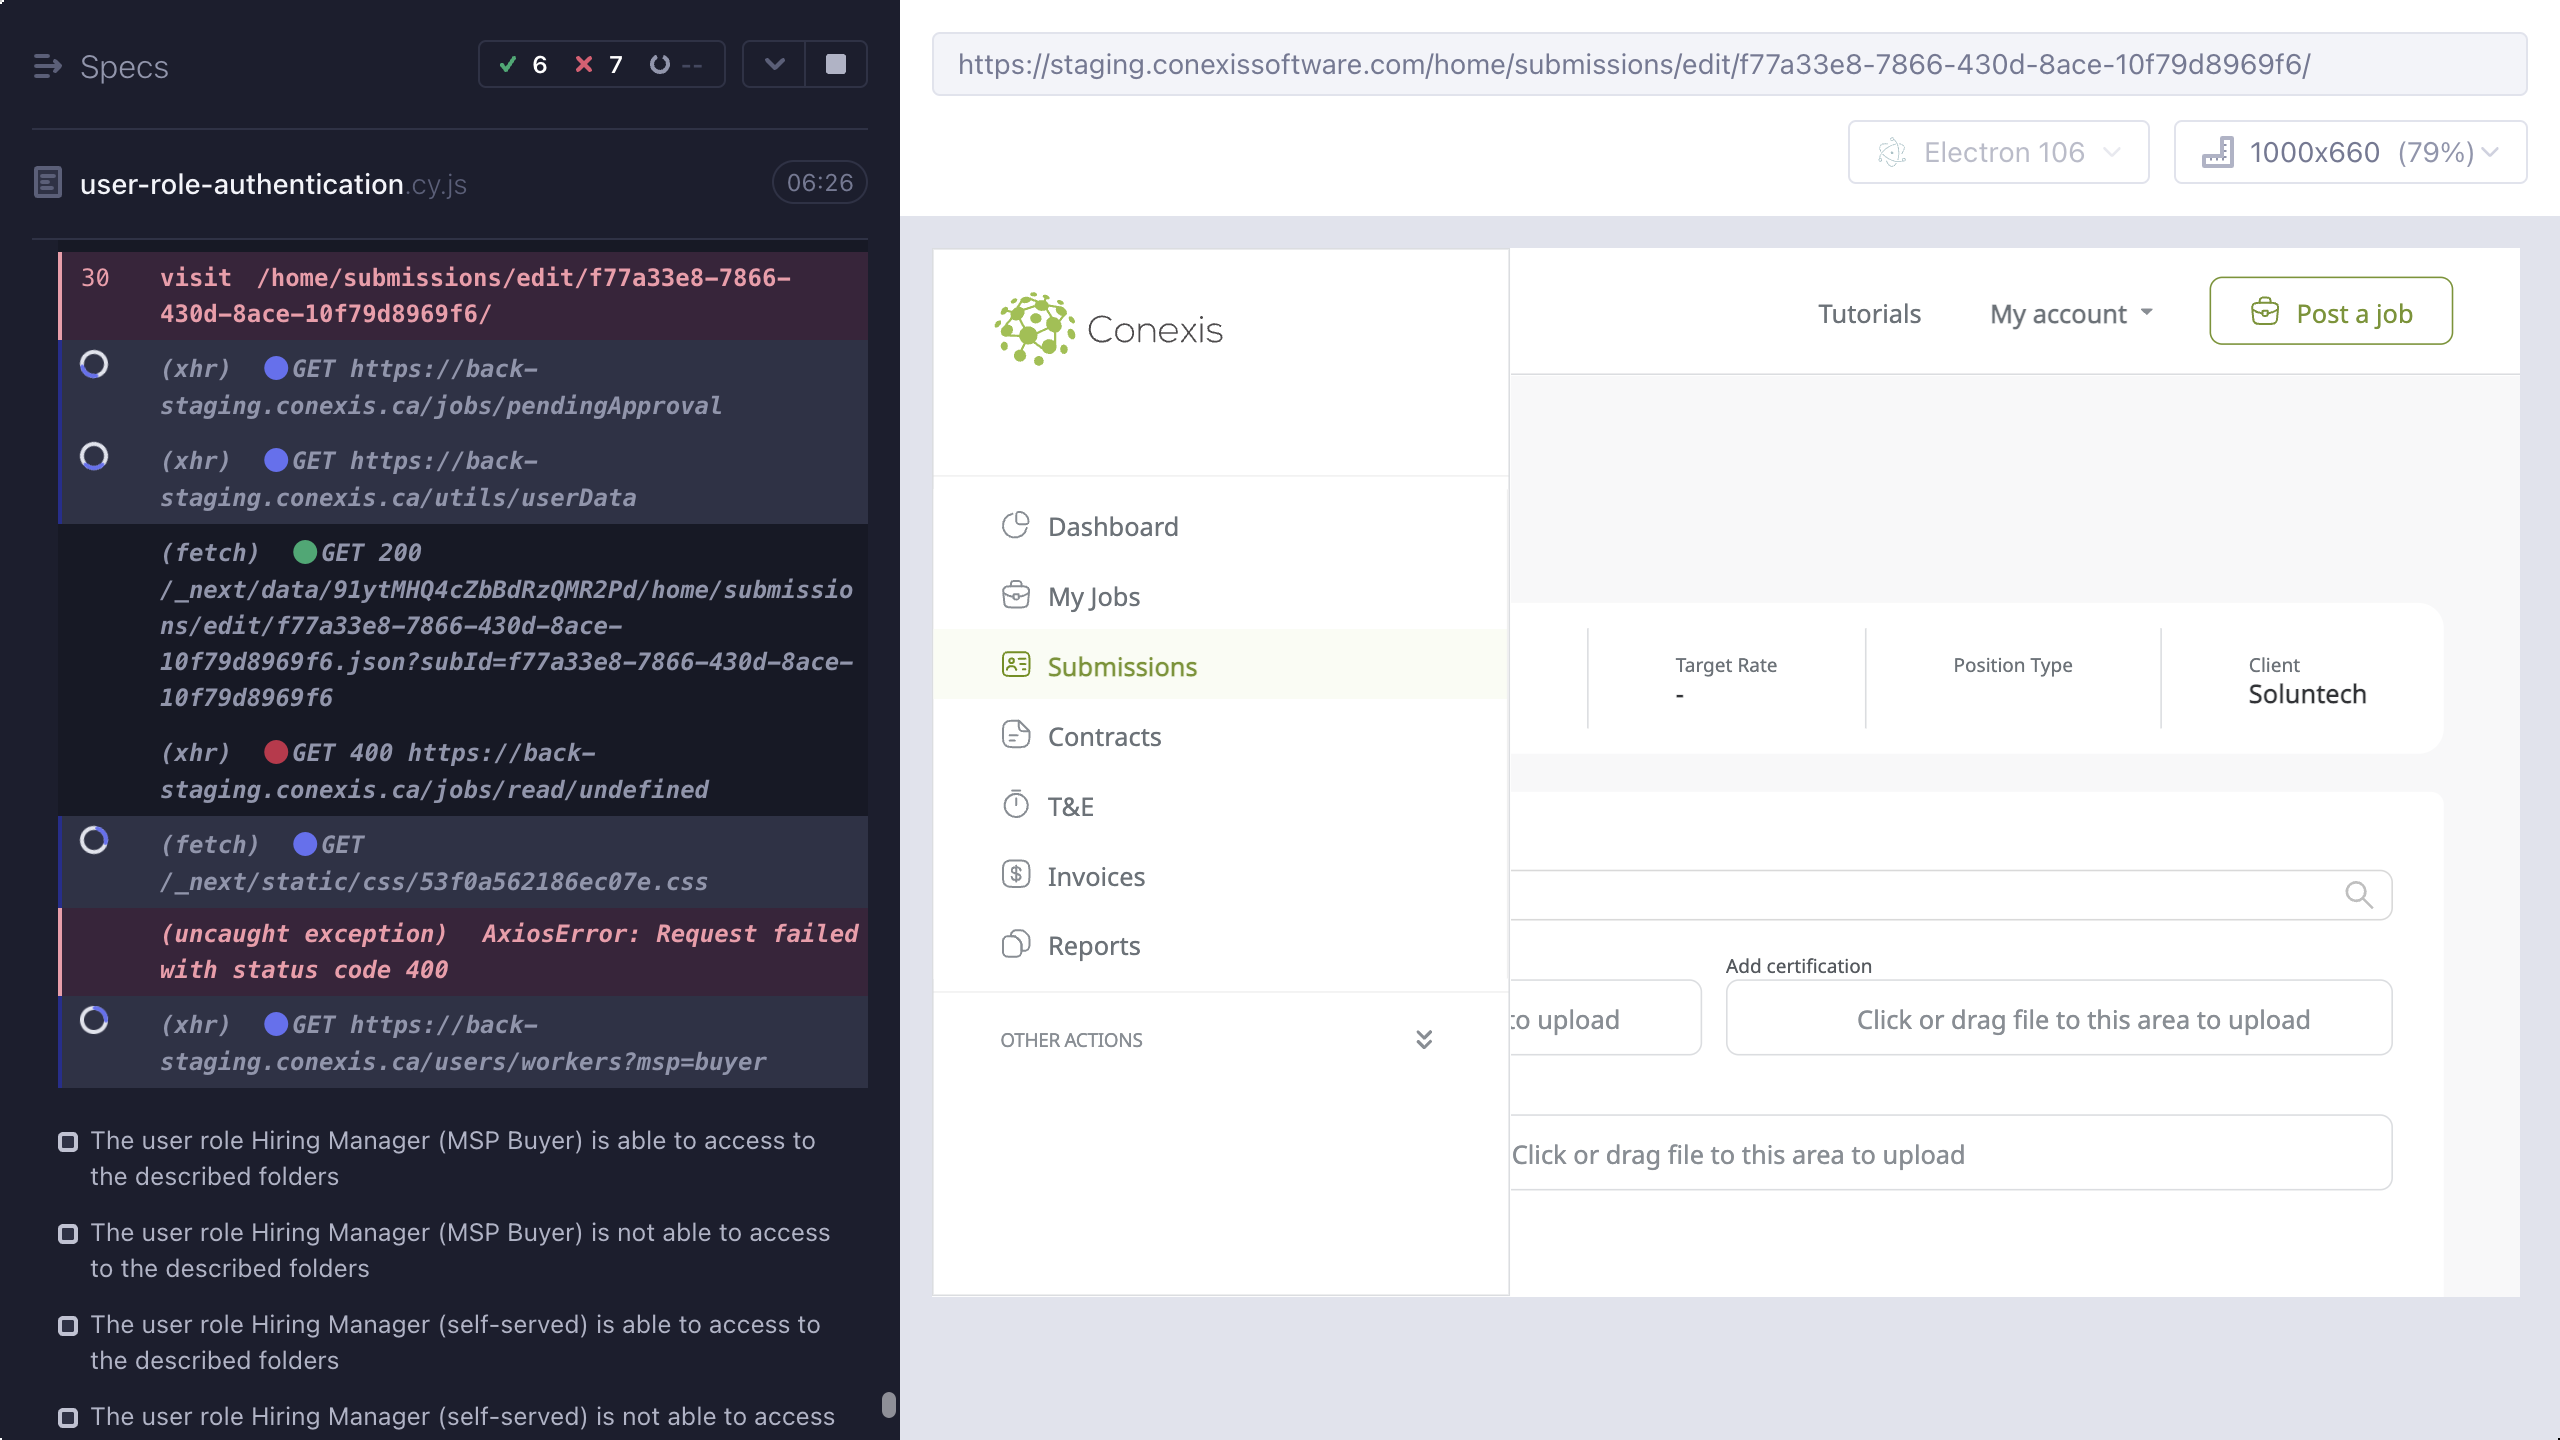 Specs
6 7 --
user-role-authentication.cy.js 06:26
30 visit /home/submissions/edit/f77a33e8-7866-
430d-8ace-10f79d8969f6/
(xhr) GET https://back-
staging.conexis.ca/jobs/pendingApproval
(xhr) GET https://back-
staging.conexis.ca/utils/userData
(fetch) GET 200
/_next/data/91ytMHQ4cZbBdRzQMR2Pd/home/submissio
ns/edit/f77a33e8-7866-430d-8ace-
10f79d8969f6.json?subId=f77a33e8-7866-430d-8ace-
10f79d8969f6
(xhr) GET 400 https://back-
staging.conexis.ca/jobs/read/undefined
(fetch) GET
/_next/static/css/53f0a562186ec07e.css
(uncaught exception) AxiosError: Request failed
with status code 400
(xhr) GET https://back-
staging.conexis.ca/users/workers?msp=buyer
The user role Hiring Manager (MSP Buyer) is able to access to
the described folders
The user role Hiring Manager (MSP Buyer) is not able to access
to the described folders
The user role Hiring Manager (self-served) is able to access to
the described folders
The user role Hiring Manager (self-served) is not able to access
https://staging.conexissoftware.com/home/submissions/edit/f77a33e8-7866-430d-8ace-10f79d8969f6/
Electron 106
1000x660 (79%)
Conexis
Tutorials
My account
Post a job
Dashboard
My Jobs
Submissions
Contracts
T&E
Invoices
Reports
OTHER ACTIONS
Target Rate
-
Position Type
Client
Soluntech
Add certification
to upload
Click or drag file to this area to upload
Click or drag file to this area to upload